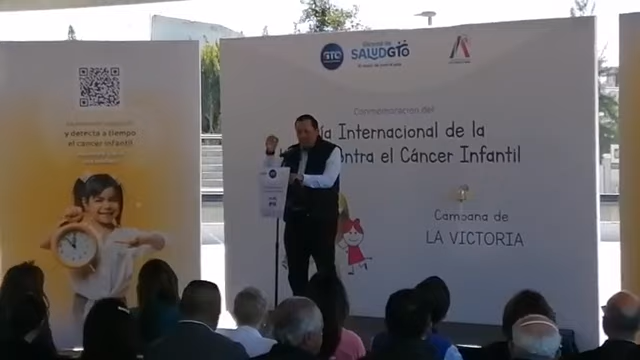 y detecta a tiempo
el cáncer infantil
GTO
SALUDGTO
Conmemoración del
ía Internacional de la
contra el Cáncer Infantil
Campana de
LA VICTORIA